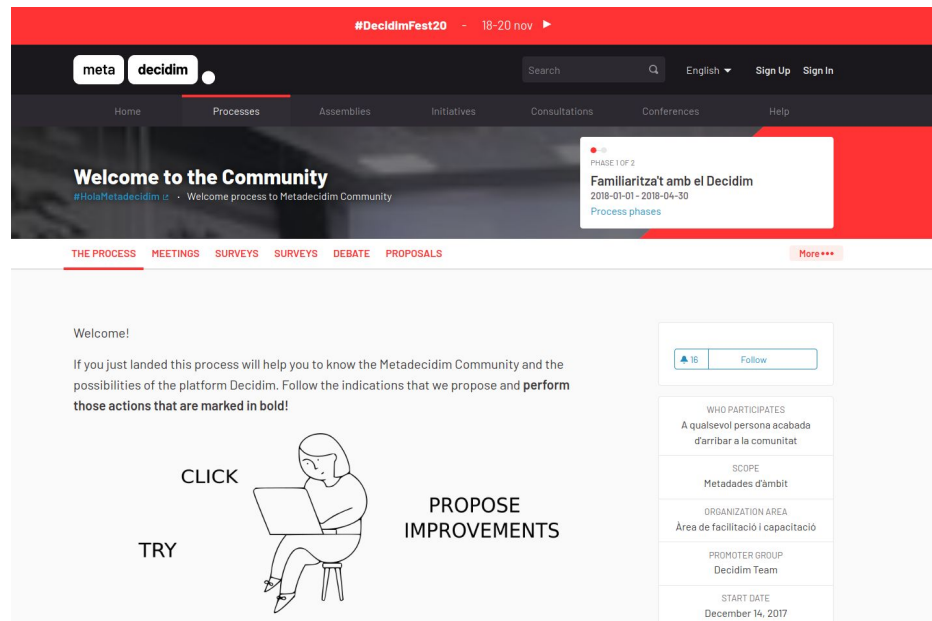 #DecidimFest20 - 18-20 nov
meta decidim
Search
English
Sign Up Sign In
Home Processes Assemblies Initiatives Consultations Conferences Help
Welcome to the Community
#HolaMetadecidim · Welcome process to Metadecidim Community
PHASE 1 OF 2
Familiaritza't amb el Decidim
2018-01-01 - 2018-04-30
Process phases
THE PROCESS MEETINGS SURVEYS SURVEYS DEBATE PROPOSALS More
Welcome!
If you just landed this process will help you to know the Metadecidim Community and the
possibilities of the platform Decidim. Follow the indications that we propose and perform
those actions that are marked in bold!
CLICK
TRY
PROPOSE
IMPROVEMENTS
16 Follow
WHO PARTICIPATES
A qualsevol persona acabada
d'arribar a la comunitat
SCOPE
Metadades d'àmbit
ORGANIZATION AREA
Àrea de facilitació i capacitació
PROMOTER GROUP
Decidim Team
START DATE
December 14, 2017